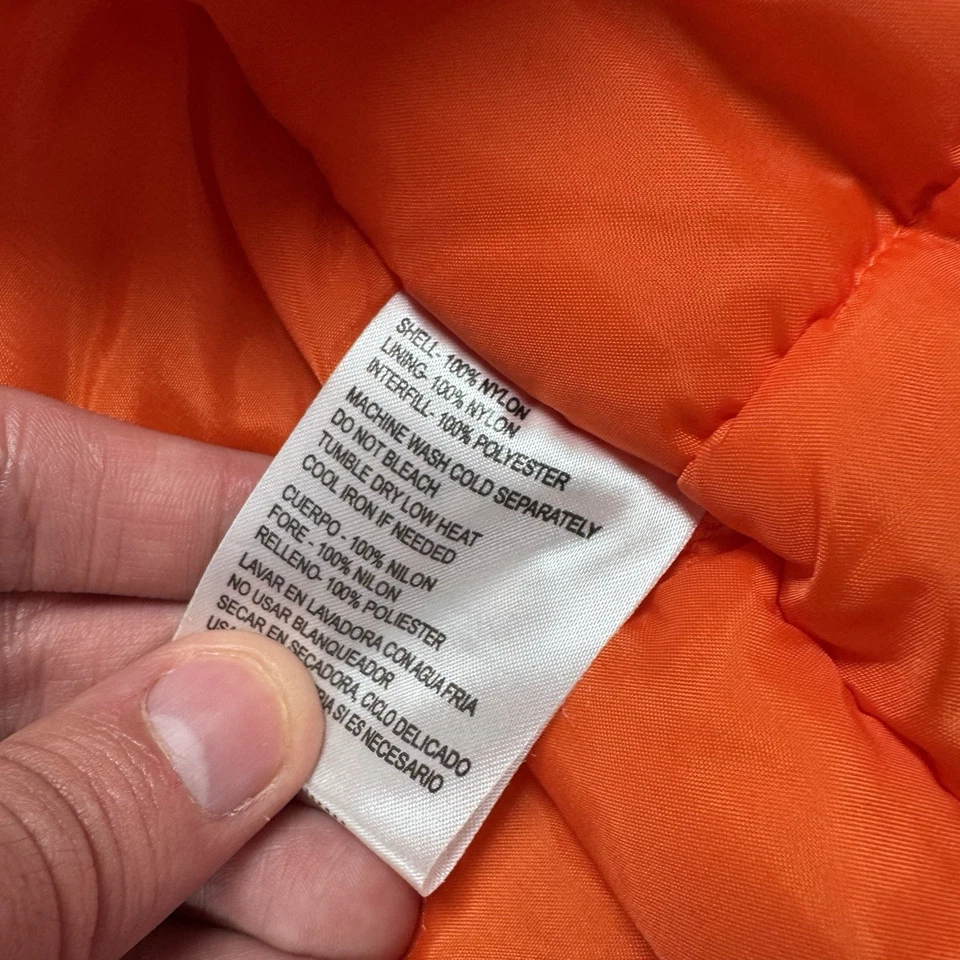 SHELL- 100% NYLON
LINING- 100% NYLON
INTERFILL- 100% POLYESTER
MACHINE WASH COLD SEPARATELY
DO NOT BLEACH
TUMBLE DRY LOW HEAT
COOL IRON IF NEEDED
CUERPO - 100% NILON
FORE - 100% NILON
RELLENO- 100% POLIESTER
LAVAR EN LAVADORA CON AGUA FRIA
NO USAR BLANQUEADOR
SECAR EN SECADORA, CICLO DELICADO
SI ES NECESARIO